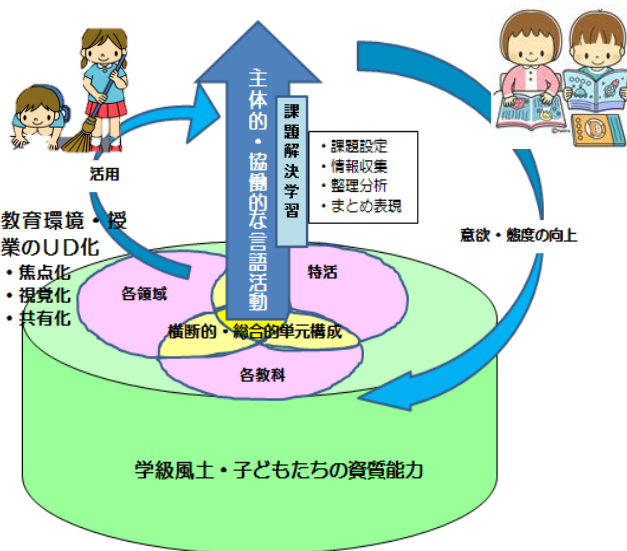 主体的・協働的な言語活動
課題解決学習
・課題設定
・情報収集
・整理分析
・まとめ表現
活用
教育環境・授
業のUD化
・焦点化
・視覚化
・共有化
意欲・態度の向上
各領域
特活
横断的・総合的単元構成
各教科
学級風土・子どもたちの資質能力